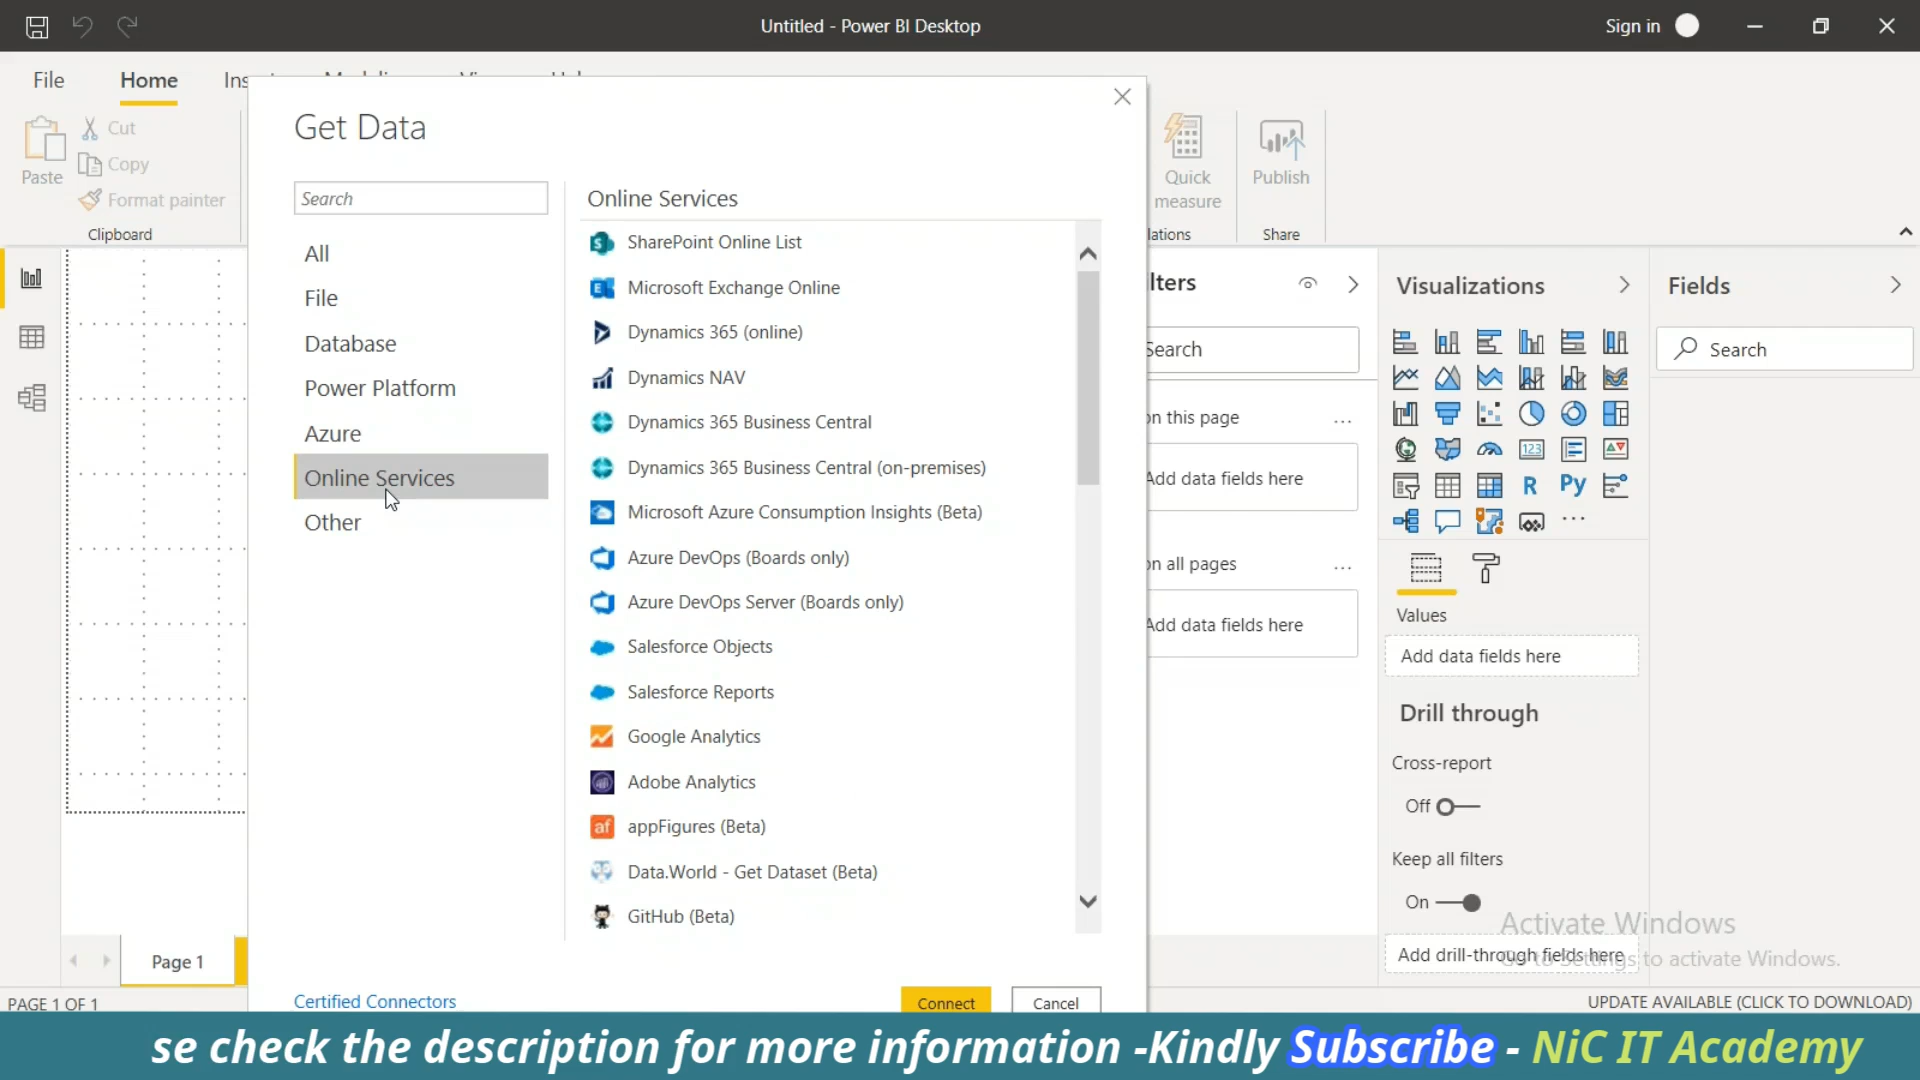 Untitled - Power BI Desktop
Sign in
File
Home
Paste
Cut
Copy
Format painter
Clipboard
Get Data
Search
All
File
Database
Power Platform
Azure
Online Services
Other
Online Services
SharePoint Online List
Microsoft Exchange Online
Dynamics 365 (online)
Dynamics NAV
Dynamics 365 Business Central
Dynamics 365 Business Central (on-premises)
Microsoft Azure Consumption Insights (Beta)
Azure DevOps (Boards only)
Azure DevOps Server (Boards only)
Salesforce Objects
Salesforce Reports
Google Analytics
Adobe Analytics
appFigures (Beta)
Data.World - Get Dataset (Beta)
GitHub (Beta)
Certified Connectors
Connect
Cancel
Quick
measure
lations
Publish
Share
lters
Search
on this page
...
Add data fields here
on all pages
...
Add data fields here
Visualizations
123
R
Py
...
Values
Add data fields here
Drill through
Cross-report
Off
Keep all filters
On
Add drill-through fields here
Fields
Search
Activate Windows
Go to Settings to activate Windows.
Page 1
PAGE 1 OF 1
UPDATE AVAILABLE (CLICK TO DOWNLOAD)
se check the description for more information -Kindly Subscribe - NiC IT Academy